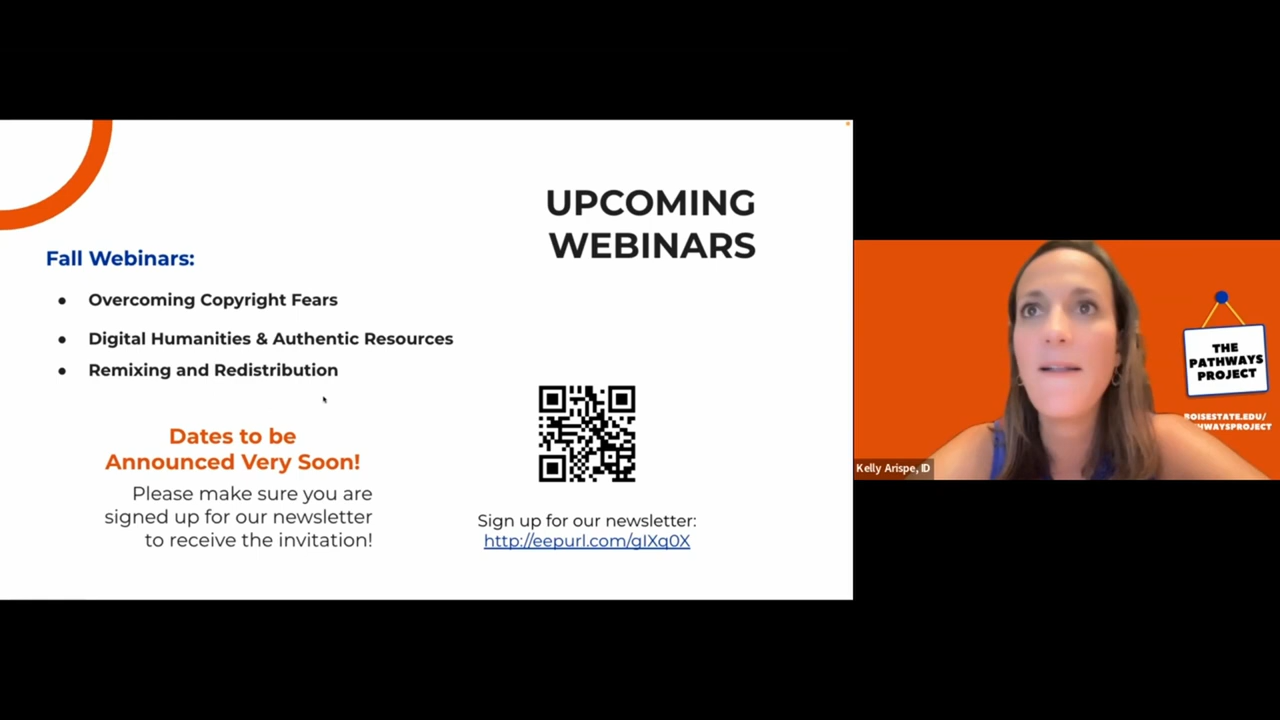 UPCOMING
WEBINARS
Fall Webinars:
● Overcoming Copyright Fears
● Digital Humanities & Authentic Resources
● Remixing and Redistribution
Dates to be
Announced Very Soon!
Please make sure you are
signed up for our newsletter
to receive the invitation!
Sign up for our newsletter:
http://eepurl.com/gIXq0X
THE
PATHWAYS
PROJECT
BOISESTATE.EDU/
HWAYSPROJECT
Kelly Arispe, ID